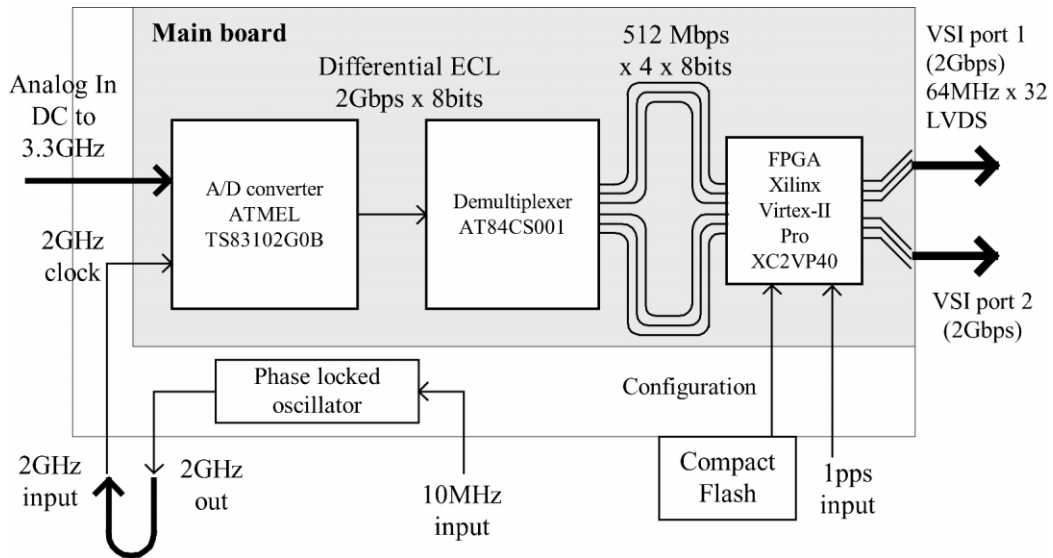 Main board
Analog In
DC to
3.3GHz
2GHz
clock
Differential ECL
2Gbps x 8bits
512 Mbps
x 4 x 8bits
VSI port 1
(2Gbps)
64MHz x 32
LVDS
A/D converter
ATMEL
TS83102G0B
Demultiplexer
AT84CS001
FPGA
Xilinx
Virtex-II
Pro
XC2VP40
VSI port 2
(2Gbps)
Phase locked
oscillator
Configuration
2GHz
input
2GHz
out
10MHz
input
Compact
Flash
1pps
input